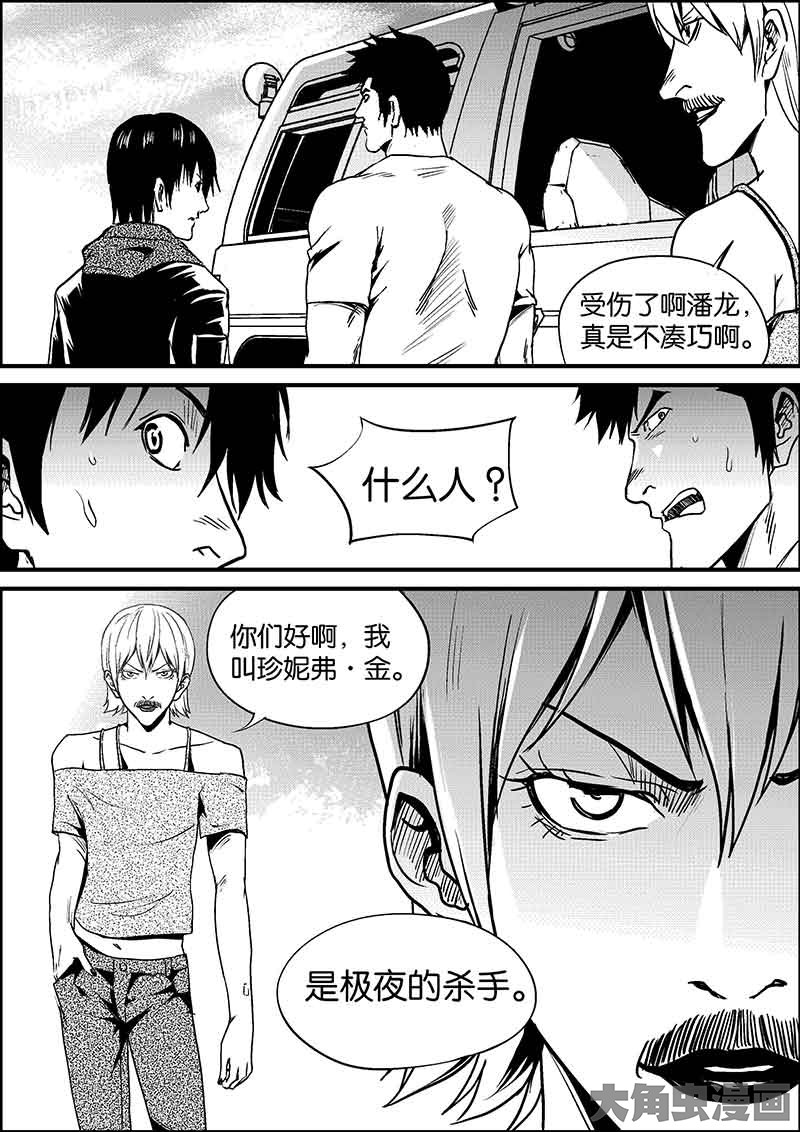 受伤了啊潘龙，
真是不凑巧啊。
什么人？
你们好啊，我
叫珍妮弗·金。
是极夜的杀手。
大角虫漫画